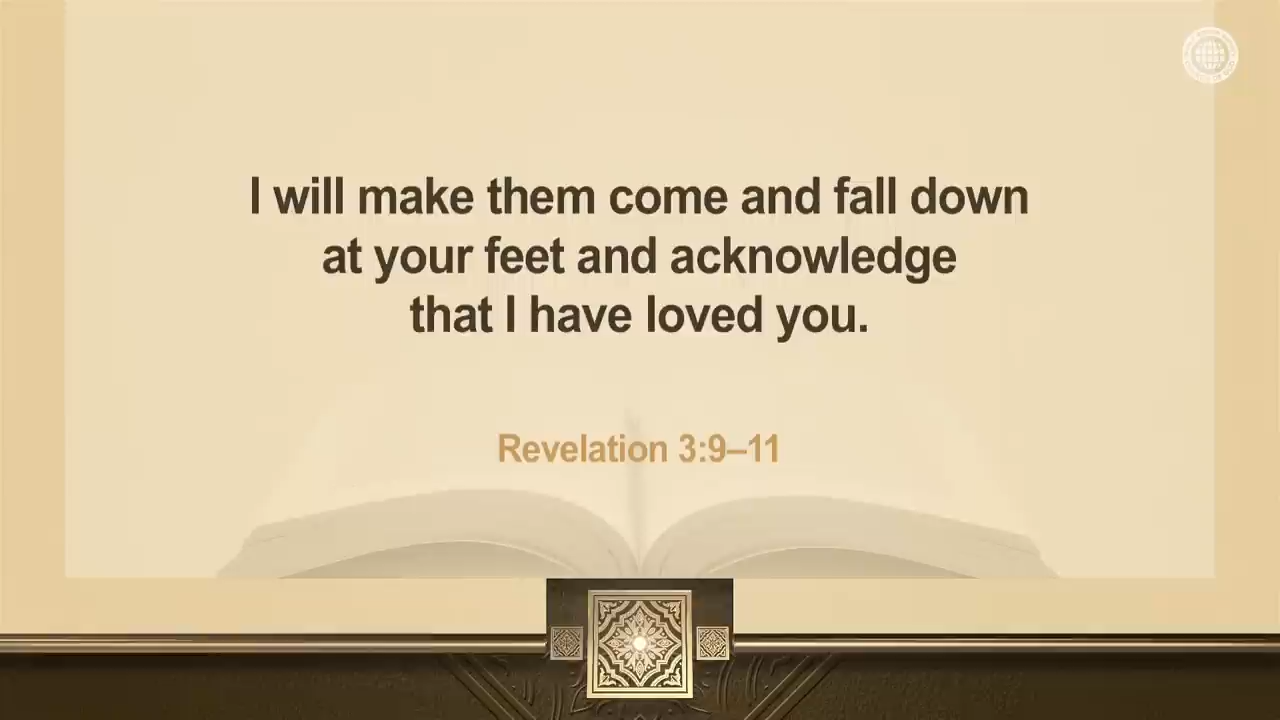 I will make them come and fall down
at your feet and acknowledge
that I have loved you.
Revelation 3:9–11